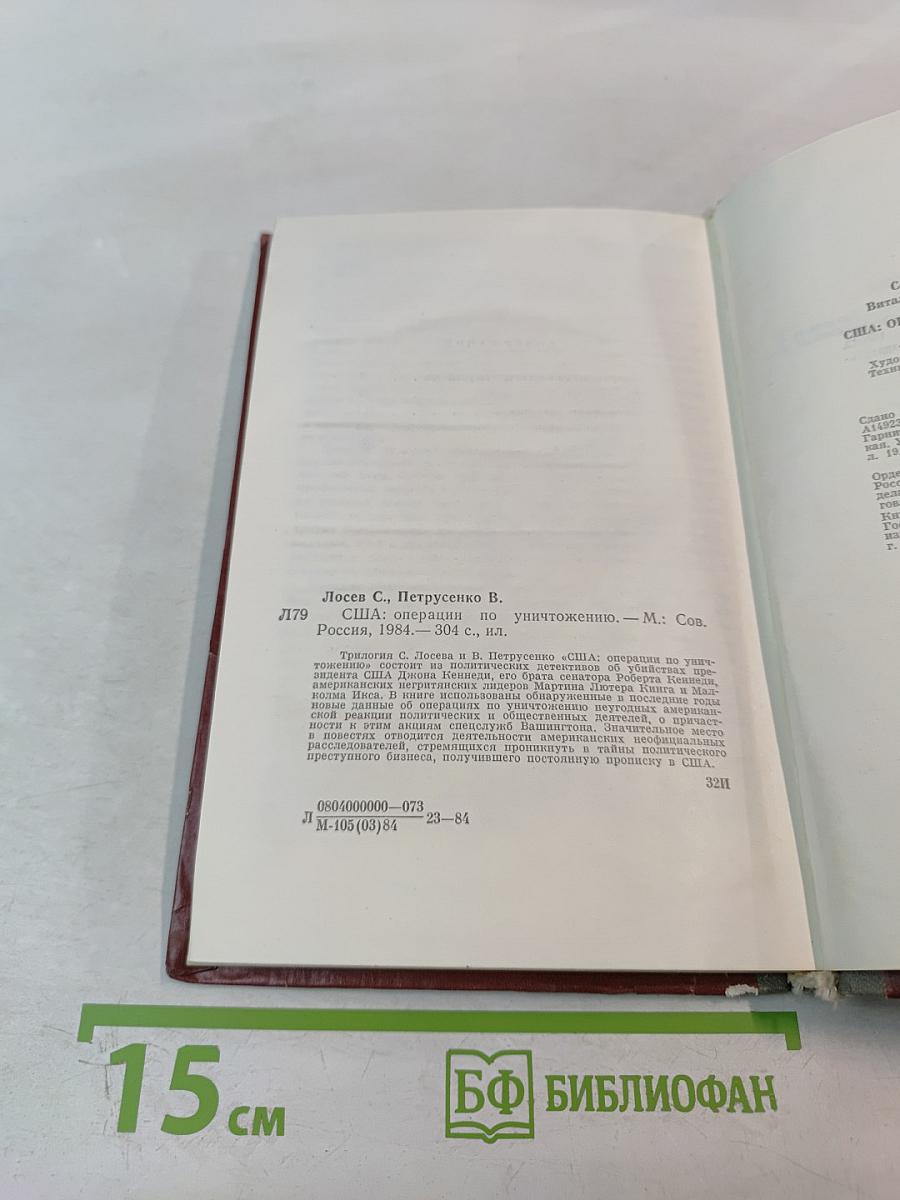 Лосев С., Петрусенко В.
Л79 США: операции по уничтожению. — М.: Сов.
Россия, 1984.— 304 с., ил.
Трилогия С. Лосева и В. Петрусенко «США: операции по унич-
тожению» состоит из политических детективов об убийствах пре-
зидента США Джона Кеннеди, его брата сенатора Роберта Кеннеди,
американских негритянских лидеров Мартина Лютера Кинга и Мал-
кольма Икса. В книге использованы обнаруженные в последние годы
новые данные об операциях по уничтожению неугодных американ-
ской реакции политических и общественных деятелей, о причаст-
ности к этим акциям спецслужб Вашингтона. Значительное место
в повестях отводится деятельности американских неофициальных
расследователей, стремящихся проникнуть в тайны политического
преступного бизнеса, получившего постоянную прописку в США.
32И
Л 0804000000—073 23—84
М-105(03)84
США:
Сдано
А14923
кая.
15 см
БФ БИБЛИОФАН